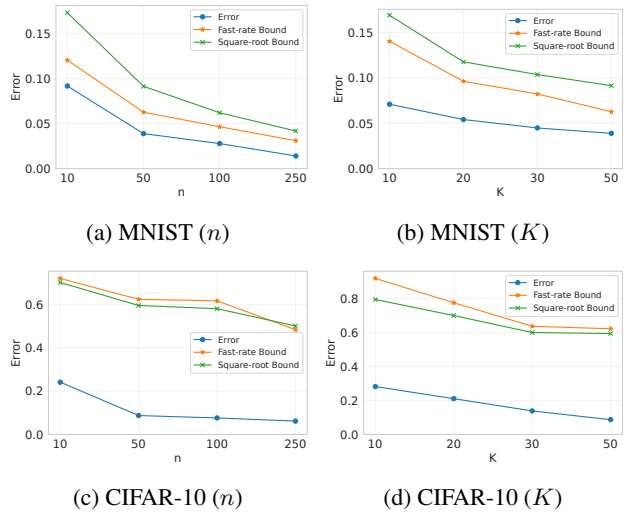 Error
Fast-rate Bound
Square-root Bound
0.15
0.10
0.05
0.00
Error
10 50 100 250
n
(a) MNIST (n)
Error
Fast-rate Bound
Square-root Bound
0.15
0.10
0.05
0.00
Error
10 20 30 50
K
(b) MNIST (K)
0.6
0.4
0.2
0.0
Error
Error
Fast-rate Bound
Square-root Bound
10 50 100 250
n
(c) CIFAR-10 (n)
Error
Fast-rate Bound
Square-root Bound
0.8
0.6
0.4
0.2
0.0
Error
10 20 30 50
K
(d) CIFAR-10 (K)